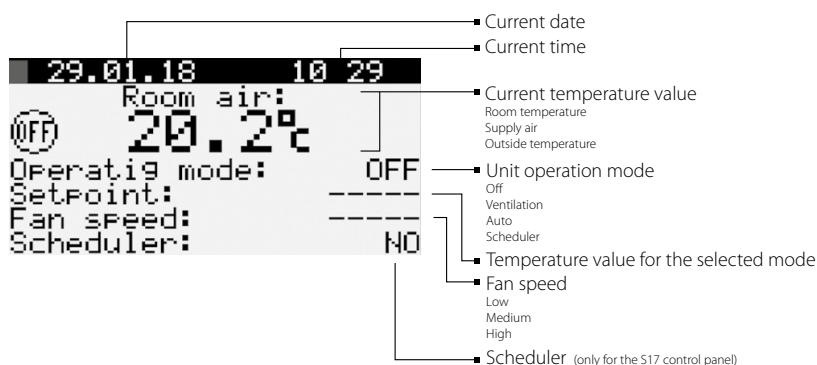 Current date
Current time
29.01.18 10 29
Room air:
OFF 20.2°c
Operatig mode: OFF
Setpoint: -----
Fan speed: -----
Scheduler: NO
Current temperature value
Room temperature
Supply air
Outside temperature
Unit operation mode
Off
Ventilation
Auto
Scheduler
Temperature value for the selected mode
Fan speed
Low
Medium
High
Scheduler (only for the S17 control panel)